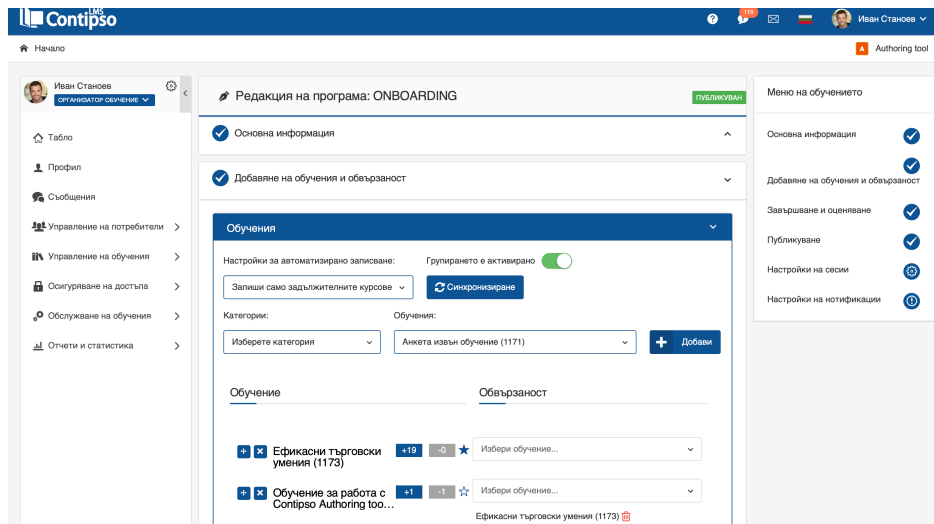 Contipso LMS
115
Иван Станоев
Начало
A Authoring tool
Иван Станоев
ОРГАНИЗАТОР ОБУЧЕНИЕ
Табло
Профил
Съобщения
Управление на потребители
Управление на обучения
Осигуряване на достъпа
Обслужване на обучения
Отчети и статистика
Редакция на програма: ONBOARDING
ПУБЛИКУВАН
Основна информация
Добавяне на обучения и обвързаност
Обучения
Настройки за автоматизирано записване:
Групирането е активирано
Запиши само задължителните курсове
Синхронизиране
Категории:
Обучения:
Изберете категория
Анкета извън обучение (1171)
Добави
Обучение
Обвързаност
Ефикасни търговски
умения (1173)
+19
-0
Избери обучение...
Обучение за работа с
Contipso Authoring too...
+1
-1
Избери обучение...
Ефикасни търговски умения (1173)
Меню на обучението
Основна информация
Добавяне на обучения и обвързаност
Завършване и оценяване
Публикуване
Настройки на сесии
Настройки на нотификации